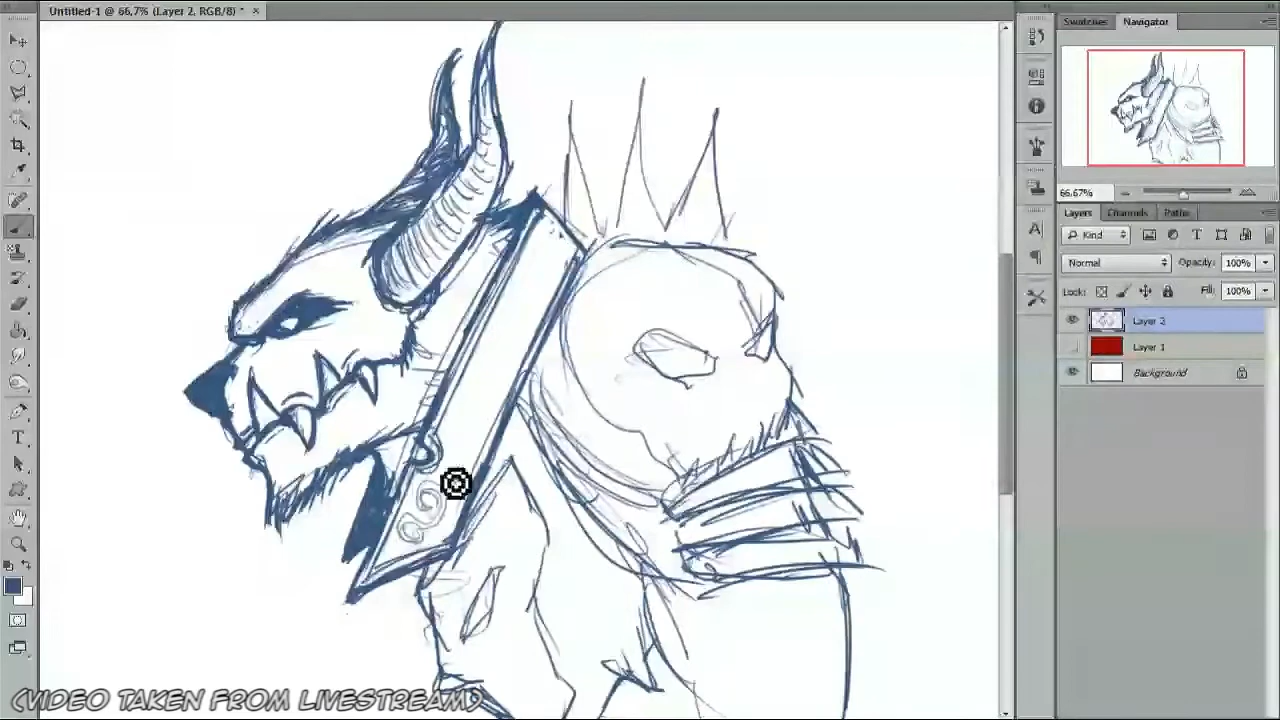 Untitled-1 @ 66,7% (Layer 2, RGB/8) * ×
Swatches
Navigator
66.67%
Layers
Channels
Paths
Kind
Normal
Opacity: 100%
Lock:
Fill: 100%
Layer 2
Layer 1
Background
(VIDEO TAKEN FROM LIVESTREAM)